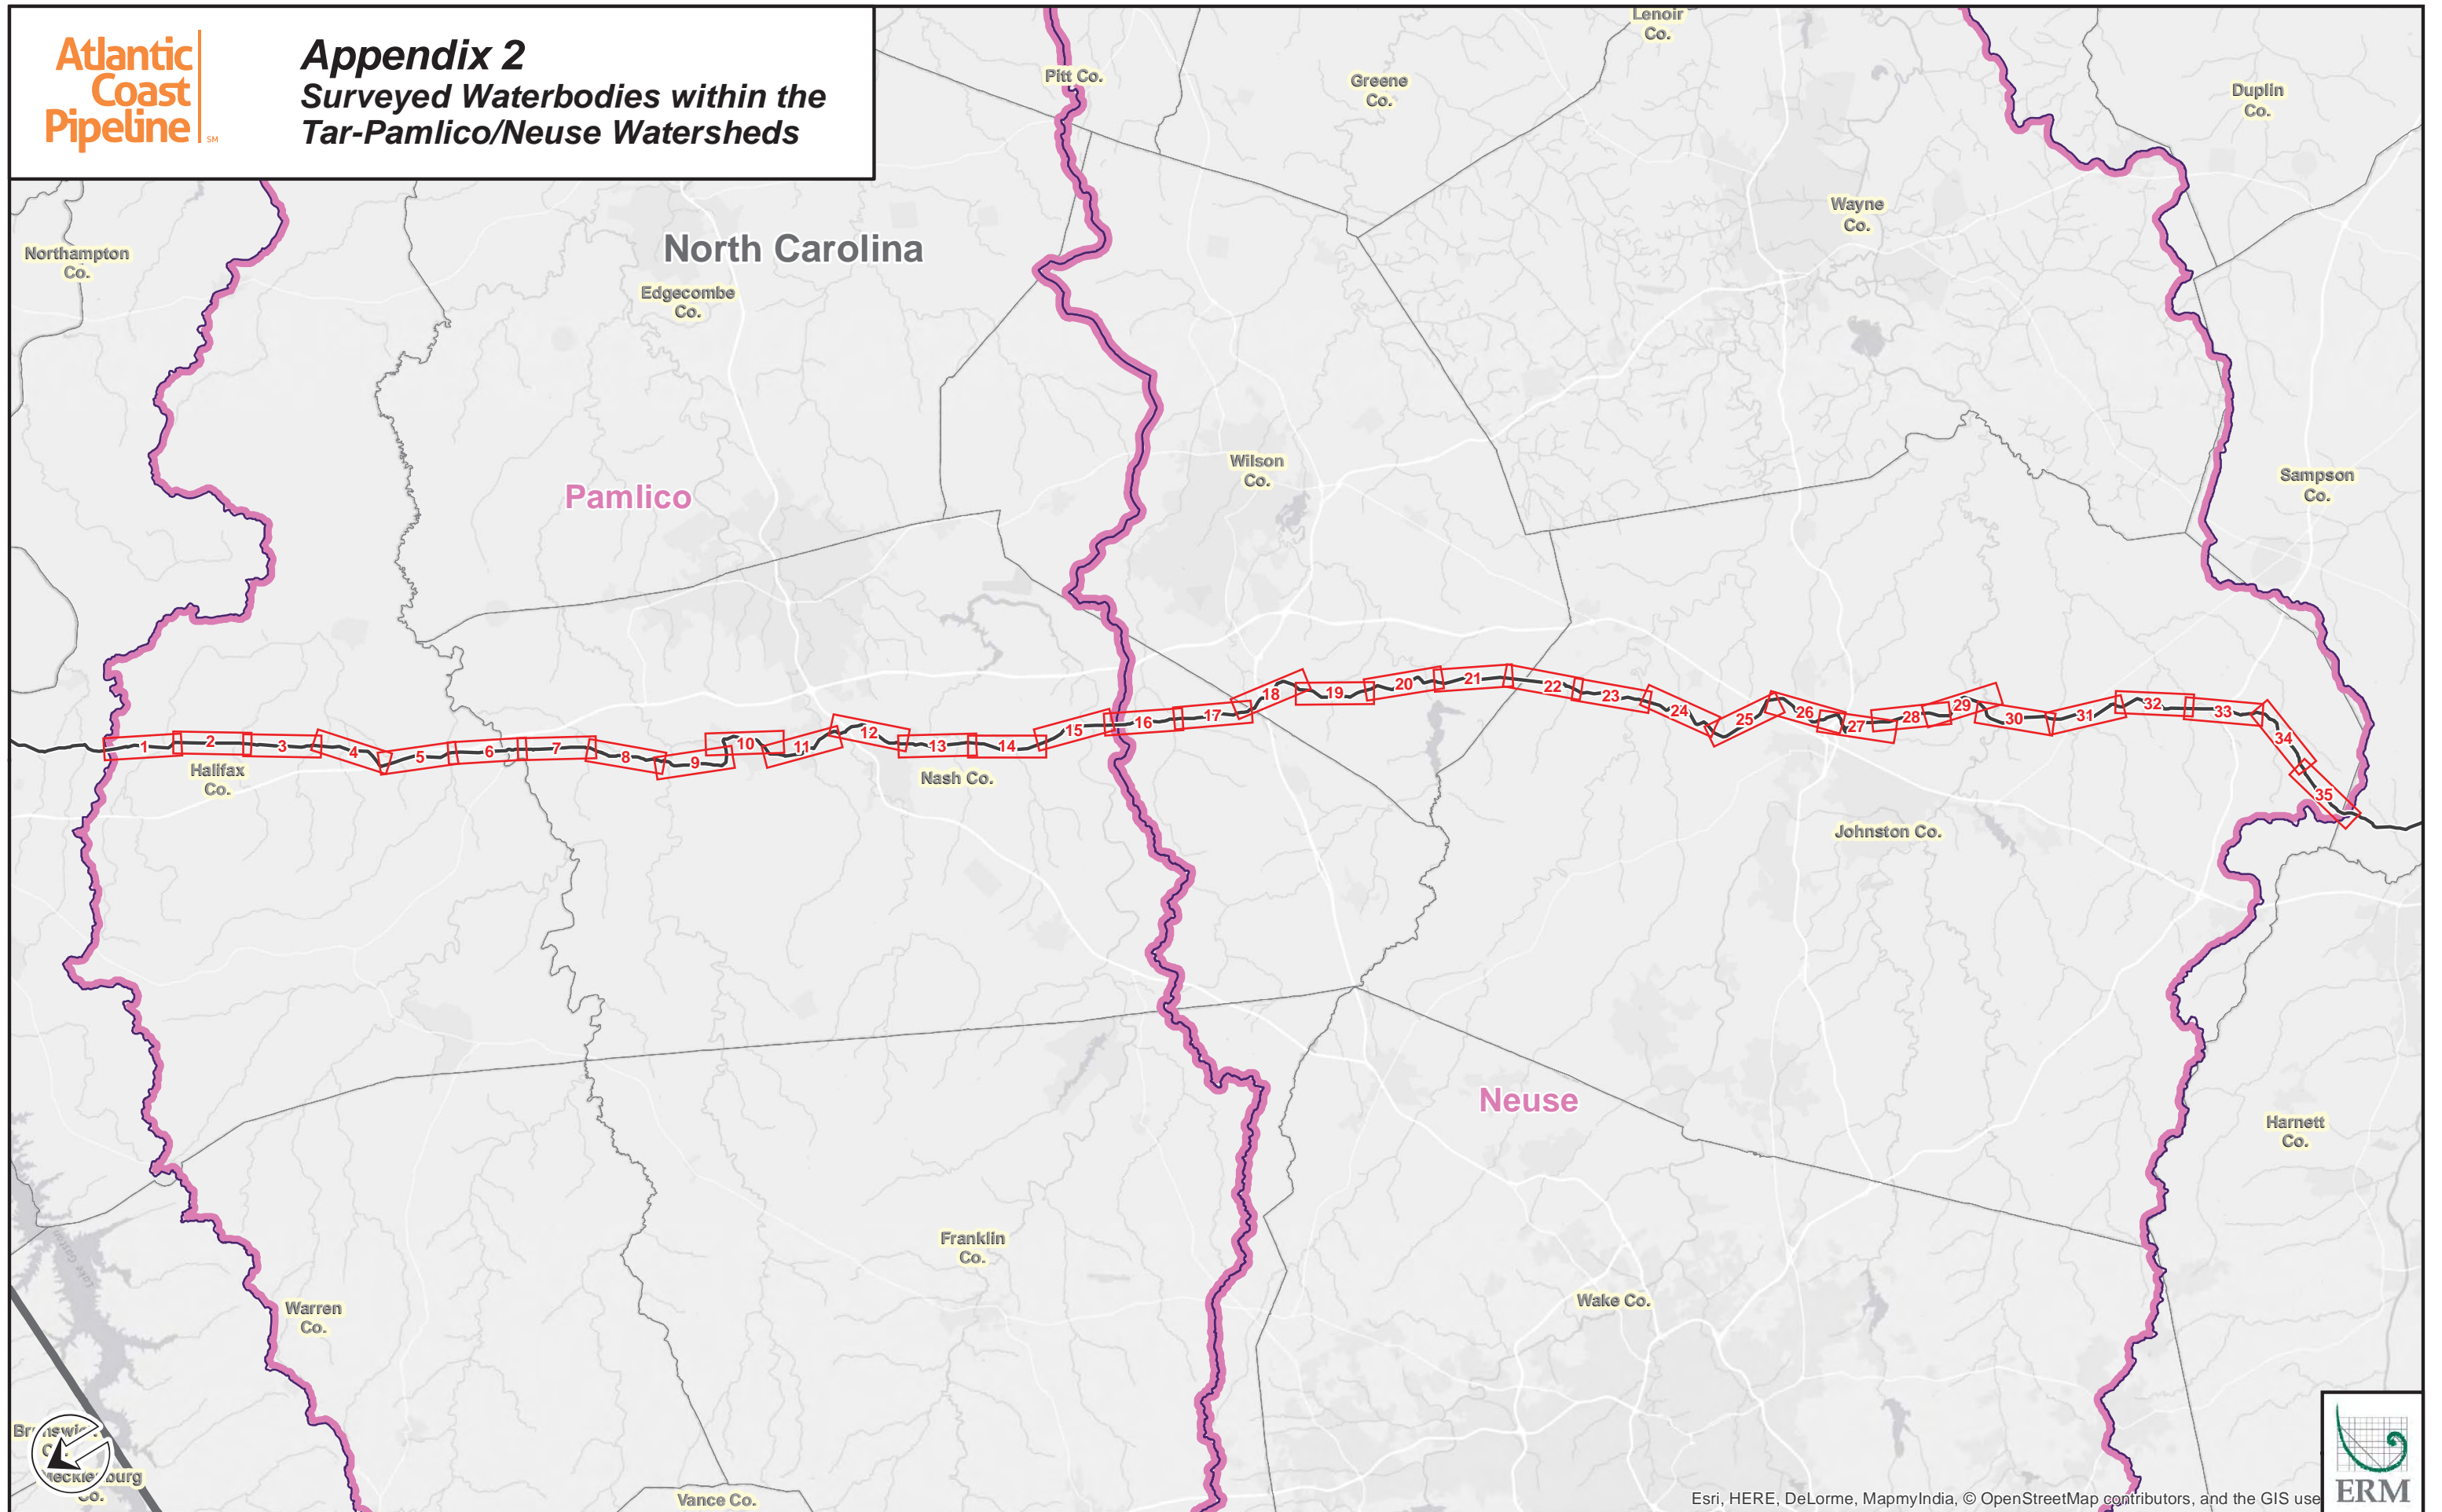 Atlantic
Coast
Pipeline
SM
Appendix 2
Surveyed Waterbodies within the
Tar-Pamlico/Neuse Watersheds
Lenoir
Co.
Pitt Co.
Greene
Co.
Duplin
Co.
Wayne
Co.
Northampton
Co.
North Carolina
Edgecombe
Co.
Pamlico
Wilson
Co.
Sampson
Co.
1
2
3
4
5
6
7
8
9
10
11
12
13
14
15
16
17
18
19
20
21
22
23
24
25
26
27
28
29
30
31
32
33
34
35
Halifax
Co.
Nash Co.
Johnston Co.
Neuse
Harnett
Co.
Franklin
Co.
Wake Co.
Warren
Co.
Co.
Vance Co.
Esri, HERE, DeLorme, MapmyIndia, © OpenStreetMap contributors, and the GIS use
ERM